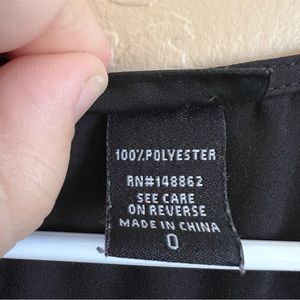 100%POLYESTER
RN#148862
SEE CARE
ON REVERSE
MADE IN CHINA
0